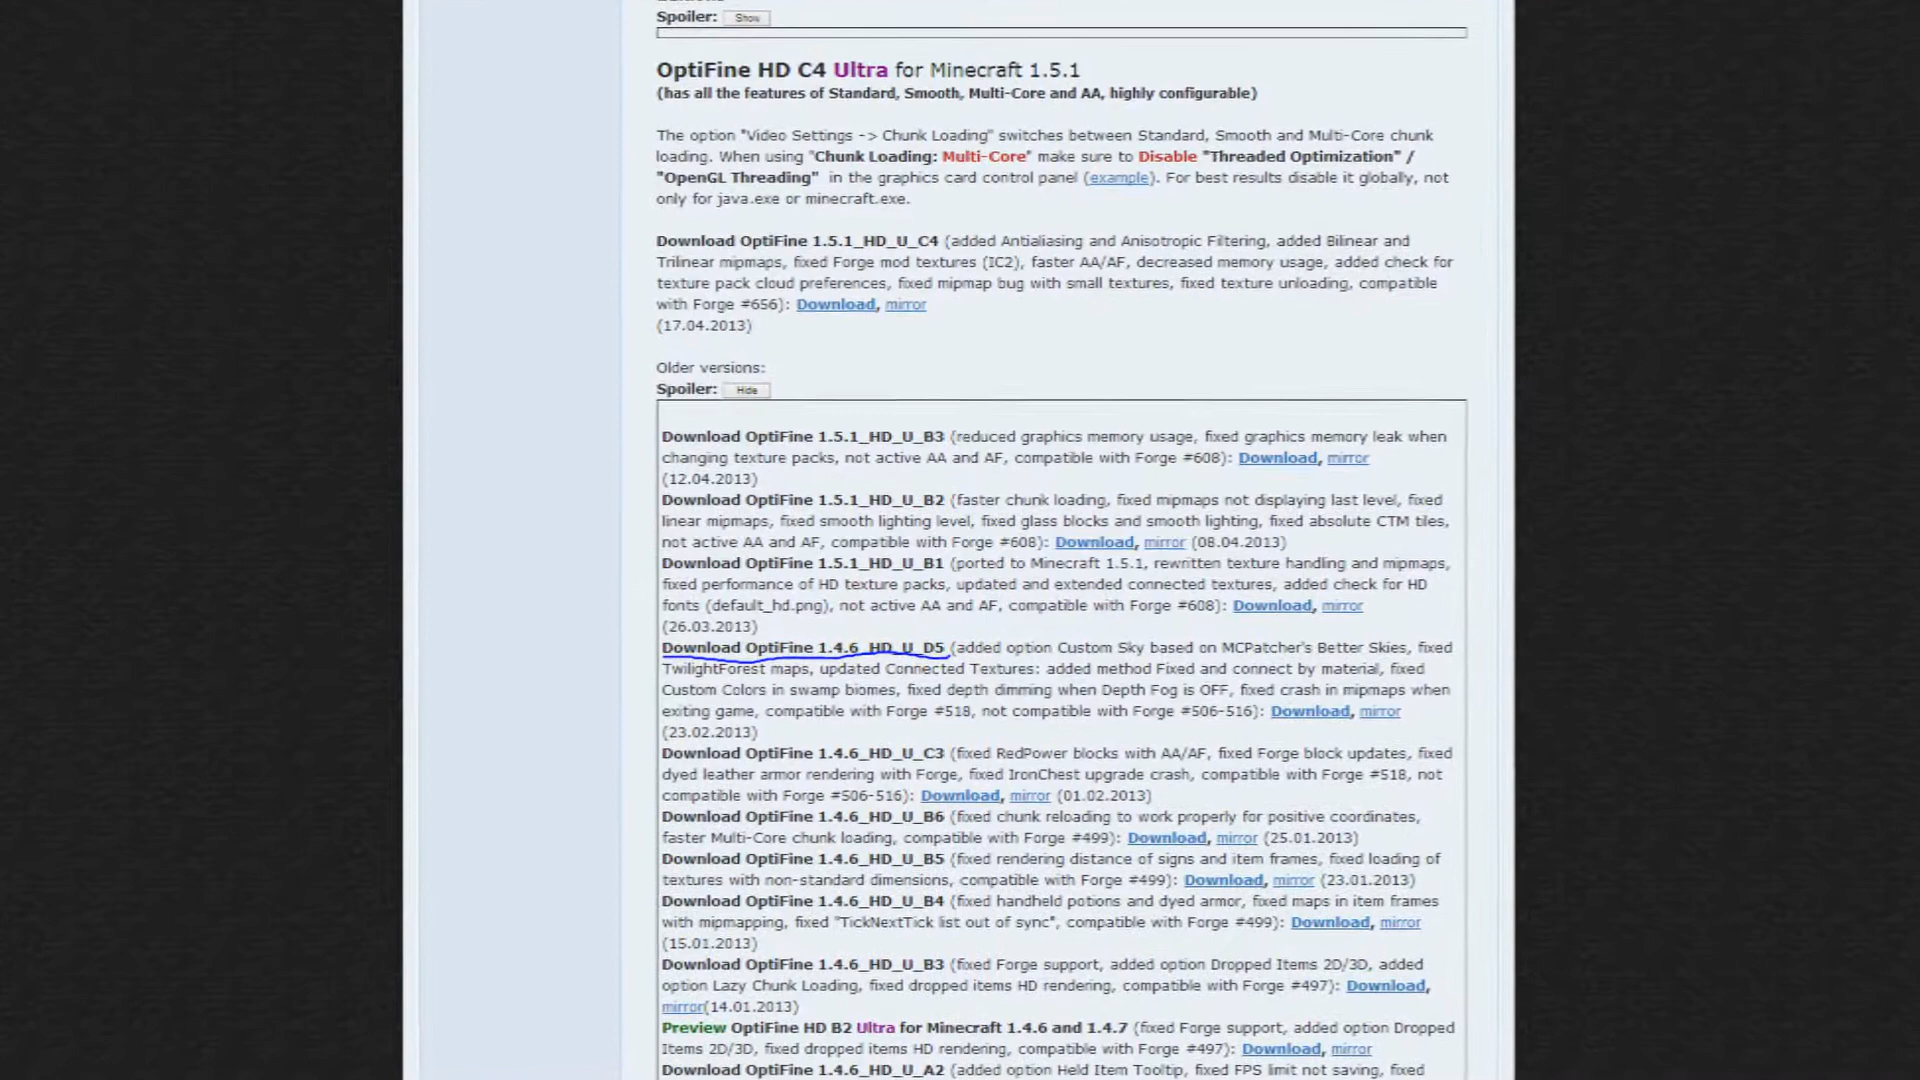 Spoiler: Show
OptiFine HD C4 Ultra for Minecraft 1.5.1
(has all the features of Standard, Smooth, Multi-Core and AA, highly configurable)
The option "Video Settings -> Chunk Loading" switches between Standard, Smooth and Multi-Core chunk
loading. When using "Chunk Loading: Multi-Core" make sure to Disable "Threaded Optimization" /
"OpenGL Threading" in the graphics card control panel (example). For best results disable it globally, not
only for java.exe or minecraft.exe.
Download OptiFine 1.5.1_HD_U_C4 (added Antialiasing and Anisotropic Filtering, added Bilinear and
Trilinear mipmaps, fixed Forge mod textures (IC2), faster AA/AF, decreased memory usage, added check for
texture pack cloud preferences, fixed mipmap bug with small textures, fixed texture unloading, compatible
with Forge #656): Download, mirror
(17.04.2013)
Older versions:
Spoiler: Hide
Download OptiFine 1.5.1_HD_U_B3 (reduced graphics memory usage, fixed graphics memory leak when
changing texture packs, not active AA and AF, compatible with Forge #608): Download, mirror
(12.04.2013)
Download OptiFine 1.5.1_HD_U_B2 (faster chunk loading, fixed mipmaps not displaying last level, fixed
linear mipmaps, fixed smooth lighting level, fixed glass blocks and smooth lighting, fixed absolute CTM tiles,
not active AA and AF, compatible with Forge #608): Download, mirror (08.04.2013)
Download OptiFine 1.5.1_HD_U_B1 (ported to Minecraft 1.5.1, rewritten texture handling and mipmaps,
fixed performance of HD texture packs, updated and extended connected textures, added check for HD
fonts (default_hd.png), not active AA and AF, compatible with Forge #608): Download, mirror
(26.03.2013)
Download OptiFine 1.4.6_HD_U_D5 (added option Custom Sky based on MCPatcher's Better Skies, fixed
TwilightForest maps, updated Connected Textures: added method Fixed and connect by material, fixed
Custom Colors in swamp biomes, fixed depth dimming when Depth Fog is OFF, fixed crash in mipmaps when
exiting game, compatible with Forge #518, not compatible with Forge #506-516): Download, mirror
(23.02.2013)
Download OptiFine 1.4.6_HD_U_C3 (fixed RedPower blocks with AA/AF, fixed Forge block updates, fixed
dyed leather armor rendering with Forge, fixed IronChest upgrade crash, compatible with Forge #518, not
compatible with Forge #506-516): Download, mirror (01.02.2013)
Download OptiFine 1.4.6_HD_U_B6 (fixed chunk reloading to work properly for positive coordinates,
faster Multi-Core chunk loading, compatible with Forge #499): Download, mirror (25.01.2013)
Download OptiFine 1.4.6_HD_U_B5 (fixed rendering distance of signs and item frames, fixed loading of
textures with non-standard dimensions, compatible with Forge #499): Download, mirror (23.01.2013)
Download OptiFine 1.4.6_HD_U_B4 (fixed handheld potions and dyed armor, fixed maps in item frames
with mipmapping, fixed "TickNextTick list out of sync", compatible with Forge #499): Download, mirror
(15.01.2013)
Download OptiFine 1.4.6_HD_U_B3 (fixed Forge support, added option Dropped Items 2D/3D, added
option Lazy Chunk Loading, fixed dropped items HD rendering, compatible with Forge #497): Download,
mirror(14.01.2013)
Preview OptiFine HD B2 Ultra for Minecraft 1.4.6 and 1.4.7 (fixed Forge support, added option Dropped
Items 2D/3D, fixed dropped items HD rendering, compatible with Forge #497): Download, mirror
Download OptiFine 1.4.6_HD_U_A2 (added option Held Item Tooltip, fixed FPS limit not saving, fixed